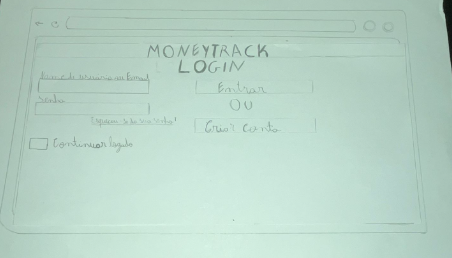 MONEYTRACK
LOGIN
Nome de usuário ou Email
Senha
Esqueceu a sua senha?
Continuar logado
Entrar
OU
Criar conta